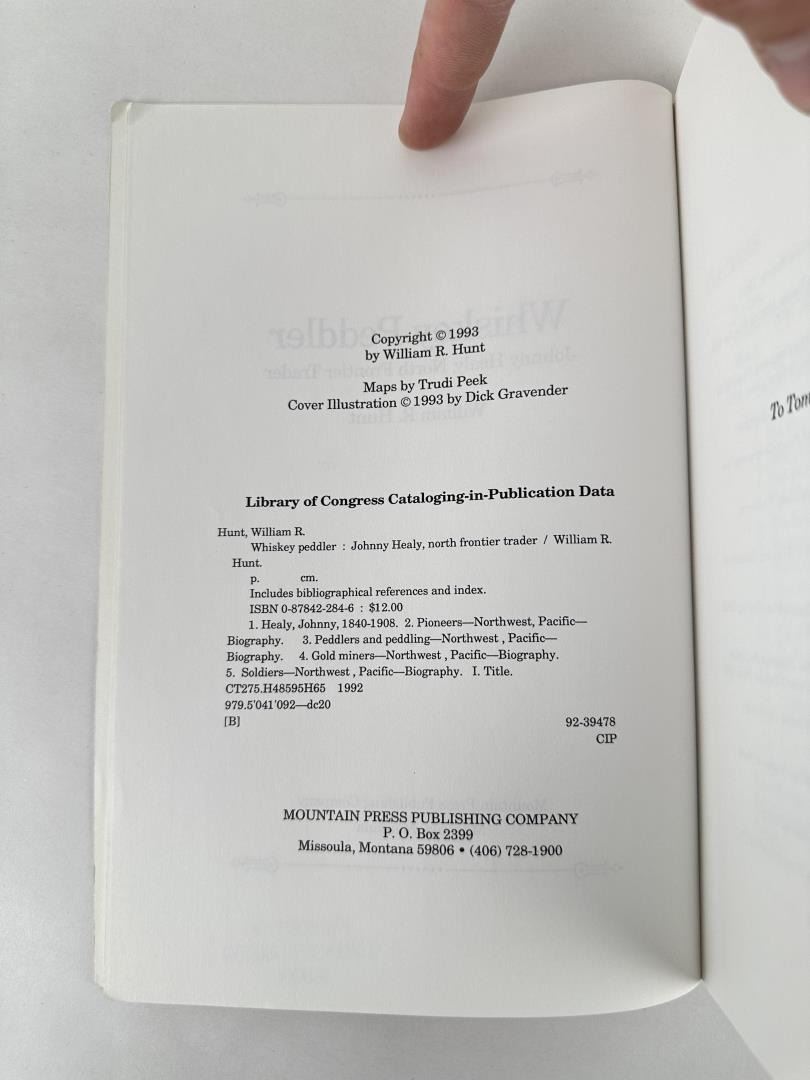 Copyright © 1993
by William R. Hunt
Maps by Trudi Peek
Cover Illustration © 1993 by Dick Gravender
Library of Congress Cataloging-in-Publication Data
Hunt, William R.
Whiskey peddler : Johnny Healy, north frontier trader / William R.
Hunt.
p. cm.
Includes bibliographical references and index.
ISBN 0-87842-284-6 : $12.00
1. Healy, Johnny, 1840-1908. 2. Pioneers—Northwest, Pacific—
Biography. 3. Peddlers and peddling—Northwest , Pacific—
Biography. 4. Gold miners—Northwest , Pacific—Biography.
5. Soldiers—Northwest , Pacific—Biography. I. Title.
CT275.H48595H65 1992
979.5'041'092—dc20
[B] 92-39478
CIP
MOUNTAIN PRESS PUBLISHING COMPANY
P. O. Box 2399
Missoula, Montana 59806 • (406) 728-1900
To